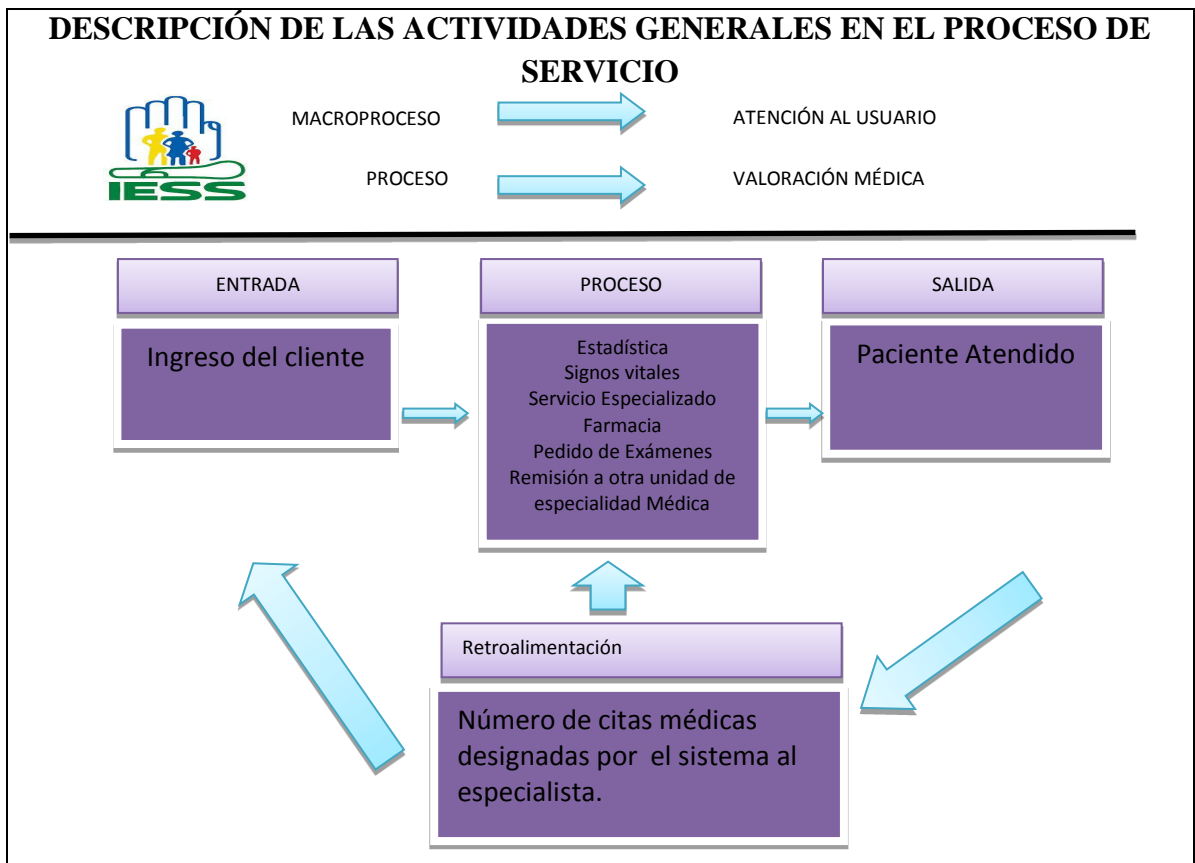 DESCRIPCIÓN DE LAS ACTIVIDADES GENERALES EN EL PROCESO DE
SERVICIO
IESS
MACROPROCESO
ATENCIÓN AL USUARIO
PROCESO
VALORACIÓN MÉDICA
ENTRADA
Ingreso del cliente
PROCESO
Estadística
Signos vitales
Servicio Especializado
Farmacia
Pedido de Exámenes
Remisión a otra unidad de
especialidad Médica
SALIDA
Paciente Atendido
Retroalimentación
Número de citas médicas
designadas por  el sistema al
especialista.